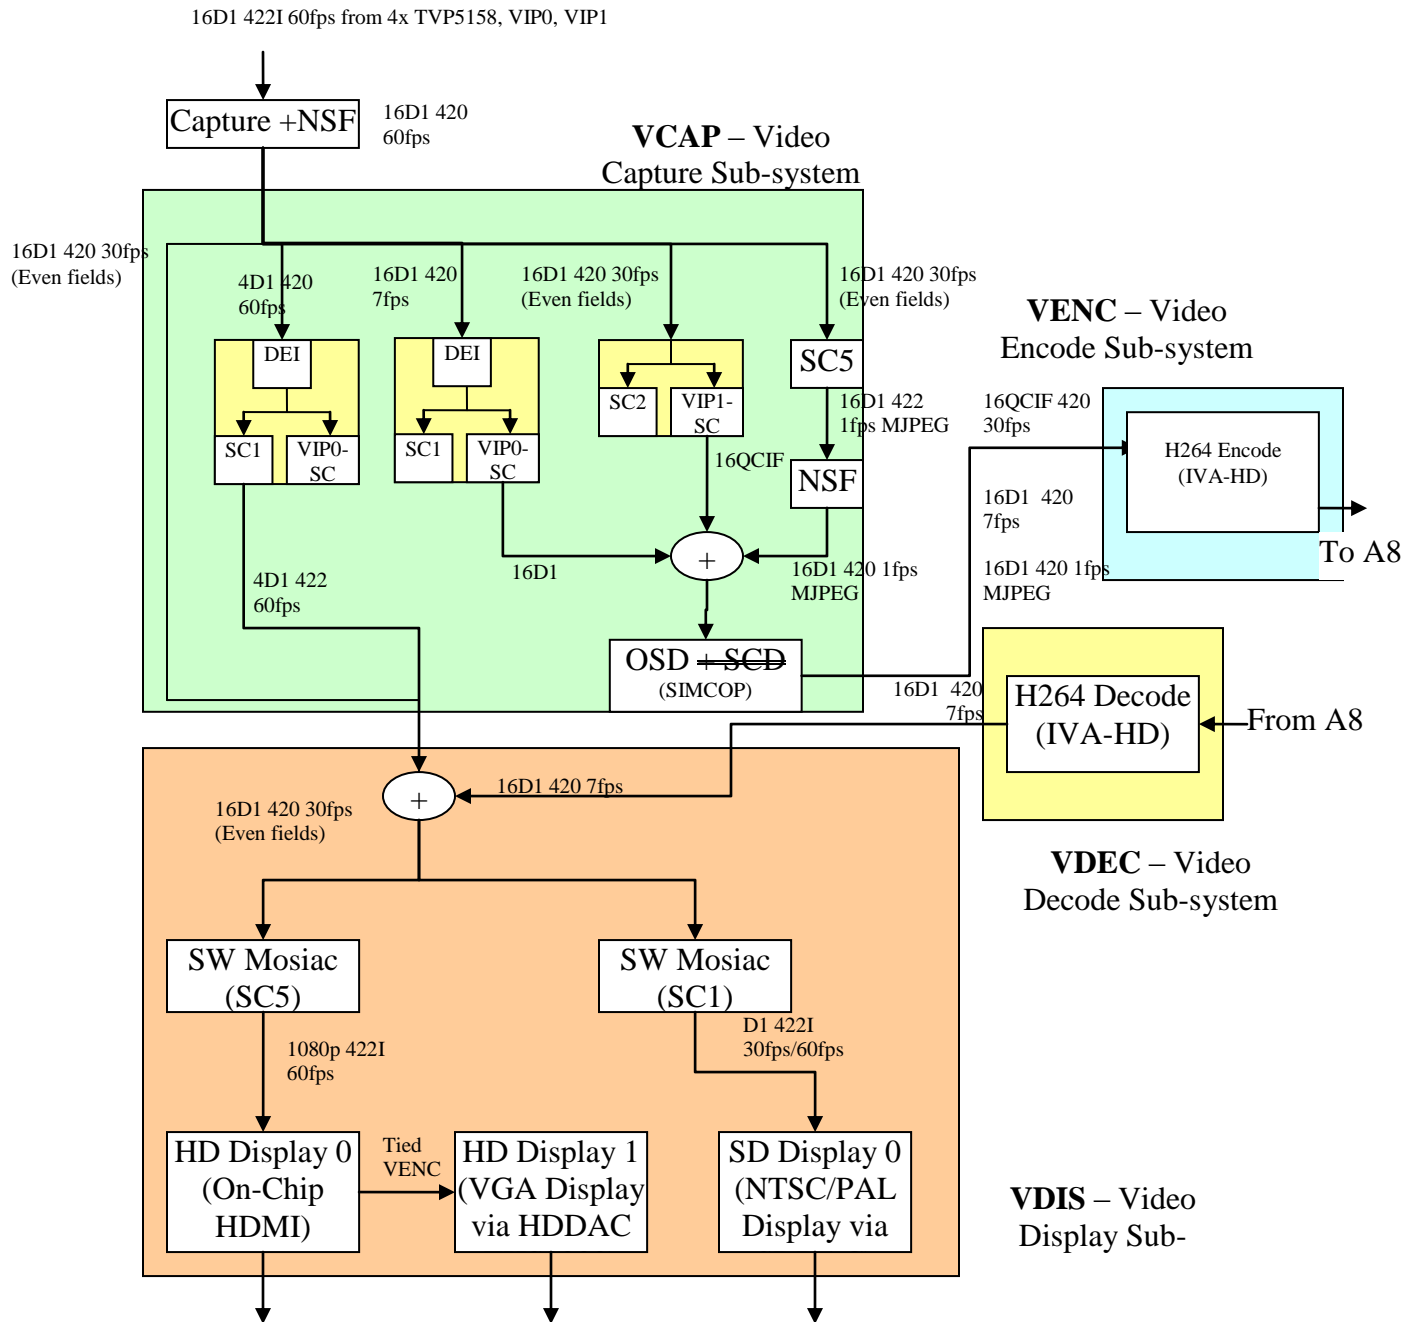 16D1 422I 60fps from 4x TVP5158, VIP0, VIP1
Capture +NSF
16D1 420
60fps
VCAP – Video
Capture Sub-system
16D1 420 30fps
(Even fields)
4D1 420
60fps
16D1 420
7fps
16D1 420 30fps
(Even fields)
16D1 420 30fps
(Even fields)
DEI
SC1
VIP0-
SC
DEI
SC1
VIP0-
SC
SC2
VIP1-
SC
SC5
16D1 422
1fps MJPEG
NSF
16QCIF
+
16D1
16D1 420 1fps
MJPEG
4D1 422
60fps
OSD + SCD
(SIMCOP)
VENC – Video
Encode Sub-system
16QCIF 420
30fps
16D1 420
7fps
16D1 420 1fps
MJPEG
H264 Encode
(IVA-HD)
To A8
16D1 420
7fps
H264 Decode
(IVA-HD)
From A8
VDEC – Video
Decode Sub-system
+
16D1 420 7fps
16D1 420 30fps
(Even fields)
SW Mosiac
(SC5)
SW Mosiac
(SC1)
1080p 422I
60fps
D1 422I
30fps/60fps
HD Display 0
(On-Chip
HDMI)
Tied
VENC
HD Display 1
(VGA Display
via HDDAC
SD Display 0
(NTSC/PAL
Display via
VDIS – Video
Display Sub-